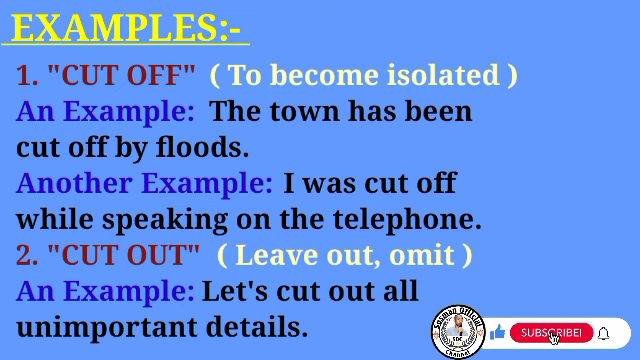 EXAMPLES:-
1. "CUT OFF" ( To become isolated )
An Example: The town has been
cut off by floods.
Another Example: I was cut off
while speaking on the telephone.
2. "CUT OUT" ( Leave out, omit )
An Example: Let's cut out all
unimportant details.
Official
channel
SUBSCRIBE!